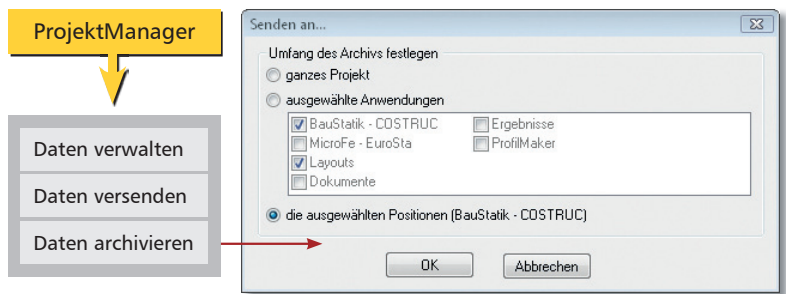 ProjektManager
Daten verwalten
Daten versenden
Daten archivieren
Senden an...
Umfang des Archivs festlegen
ganzes Projekt
ausgewählte Anwendungen
BauStatik - COSTRUC
Ergebnisse
MicroFe - EuroSta
ProfilMaker
Layouts
Dokumente
die ausgewählten Positionen (BauStatik - COSTRUC)
OK
Abbrechen